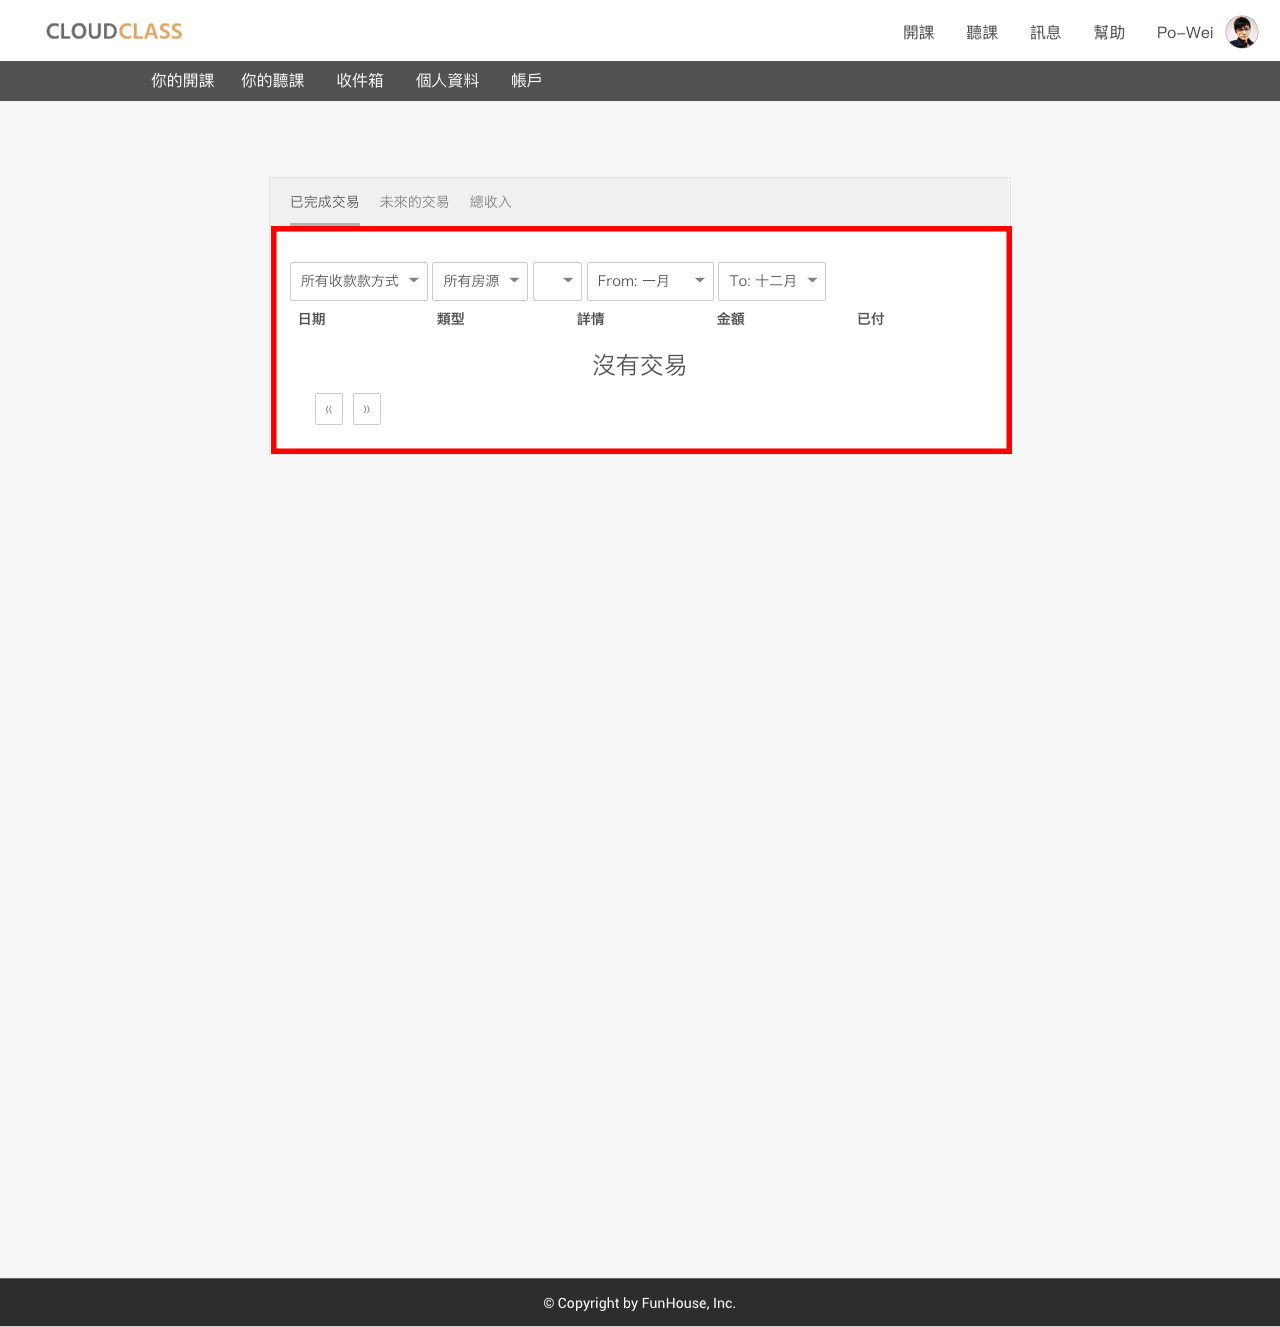 CLOUDCLASS
開課 聽課 訊息 幫助 Po-Wei
你的開課 你的聽課 收件箱 個人資料 帳戶
已完成交易 未來的交易 總收入
所有收款款方式 所有房源 From: 一月 To: 十二月
日期 類型 詳情 金額 已付
沒有交易
« »
© Copyright by FunHouse, Inc.